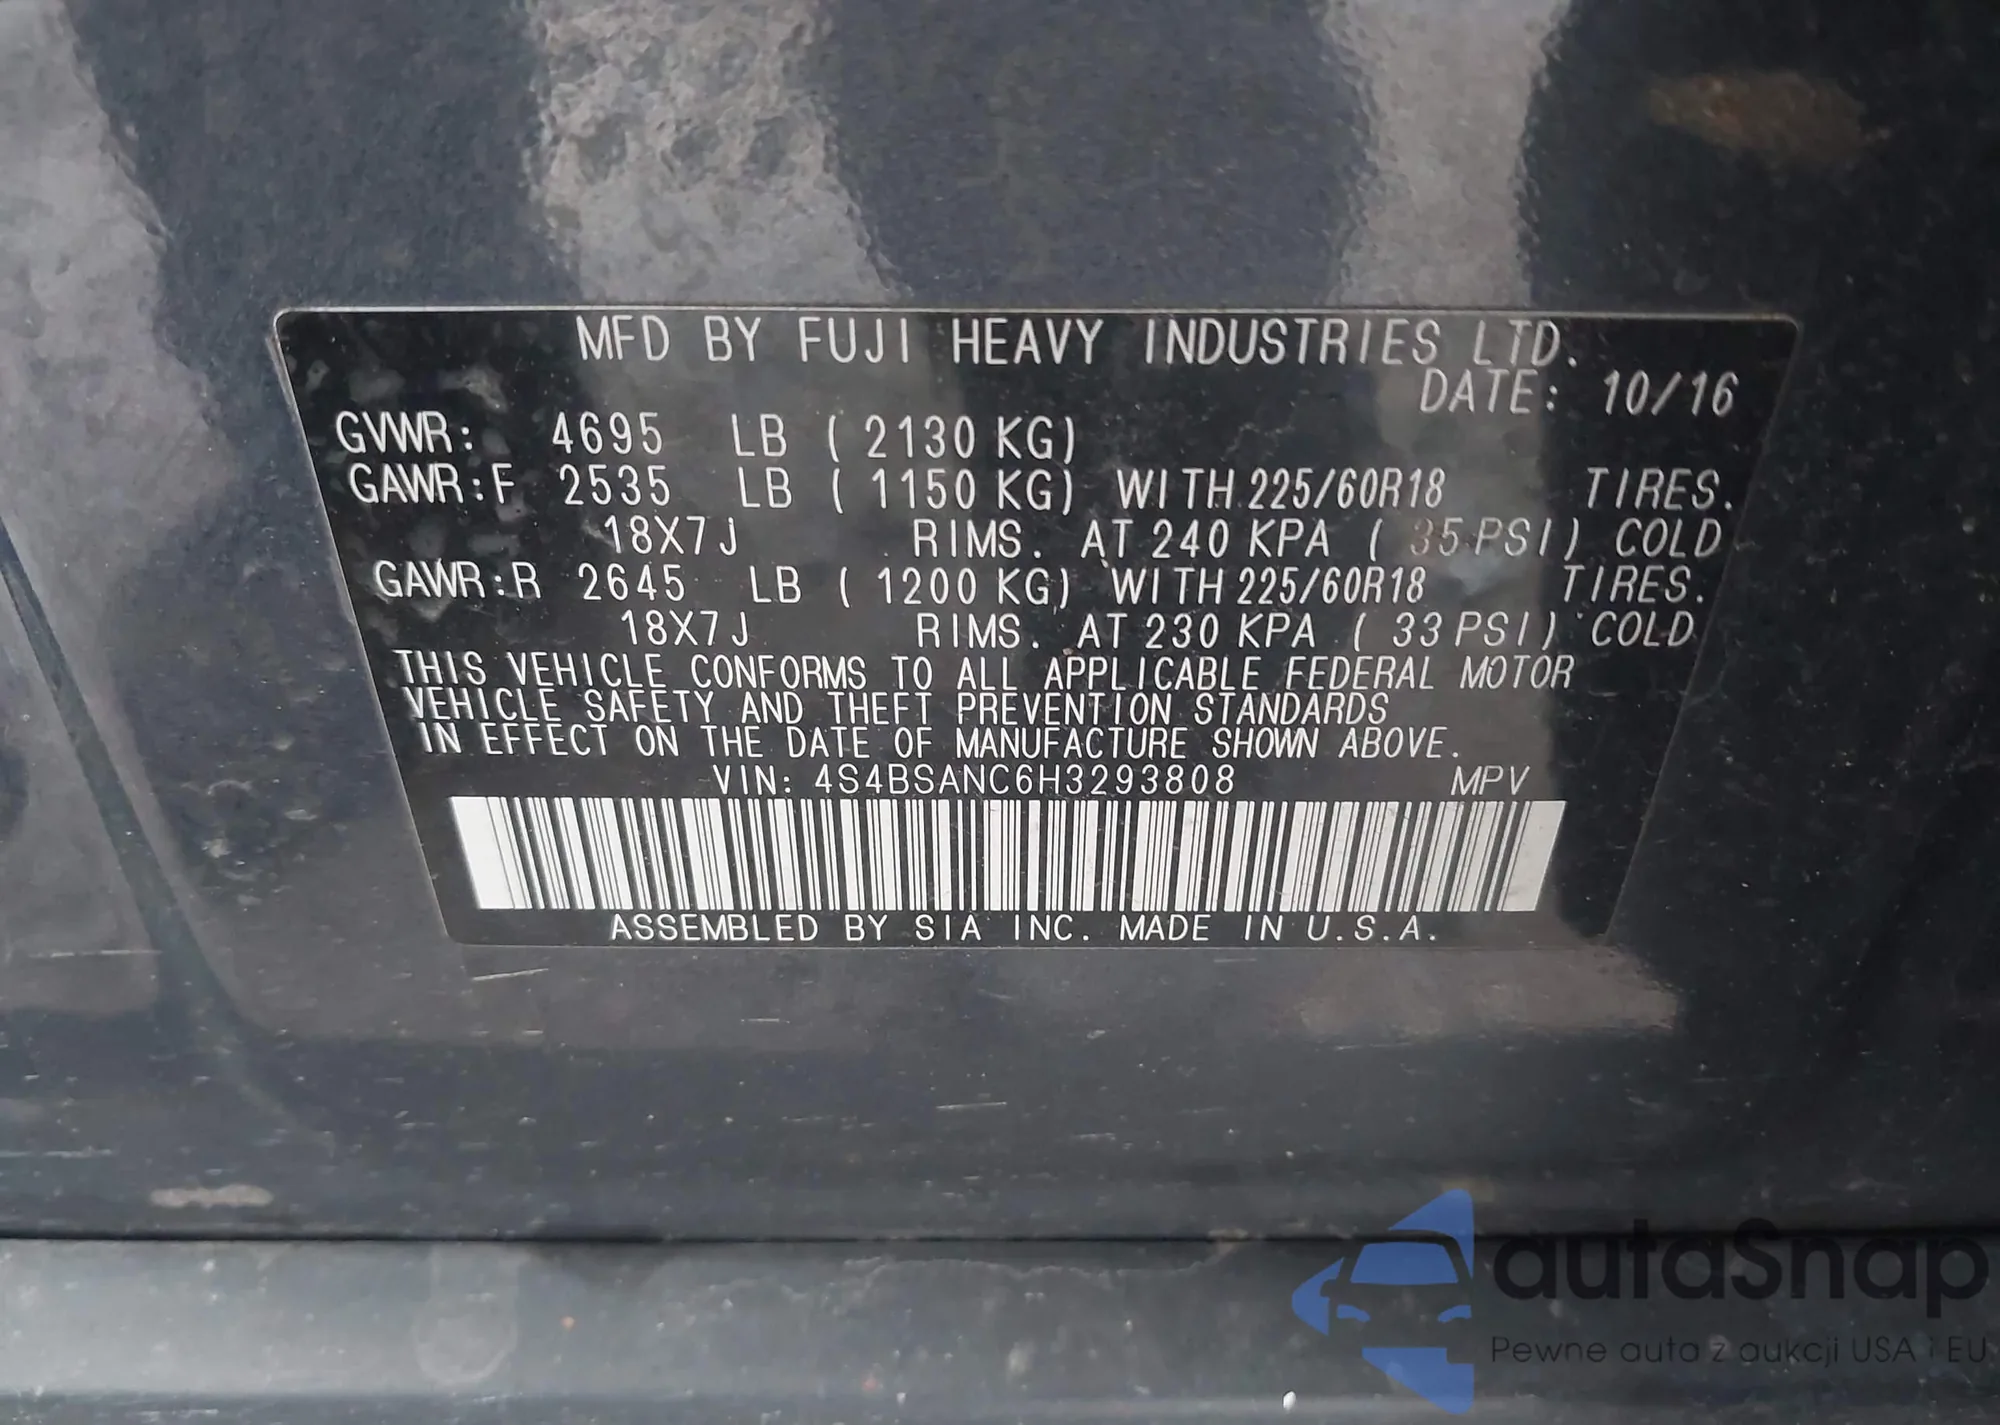 MFD BY FUJI HEAVY INDUSTRIES LTD.
DATE: 10/16
GVWR: 4695 LB ( 2130 KG)
GAWR:F 2535 LB ( 1150 KG) WITH 225/60R18 TIRES.
18X7J RIMS. AT 240 KPA ( 35 PSI) COLD
GAWR:R 2645 LB ( 1200 KG) WITH 225/60R18 TIRES.
18X7J RIMS. AT 230 KPA ( 33 PSI) COLD
THIS VEHICLE CONFORMS TO ALL APPLICABLE FEDERAL MOTOR
VEHICLE SAFETY AND THEFT PREVENTION STANDARDS
IN EFFECT ON THE DATE OF MANUFACTURE SHOWN ABOVE.
VIN: 4S4BSANC6H3293808 MPV
ASSEMBLED BY SIA INC. MADE IN U.S.A.
autaSnap
Pewne auta z aukcji USA i EU